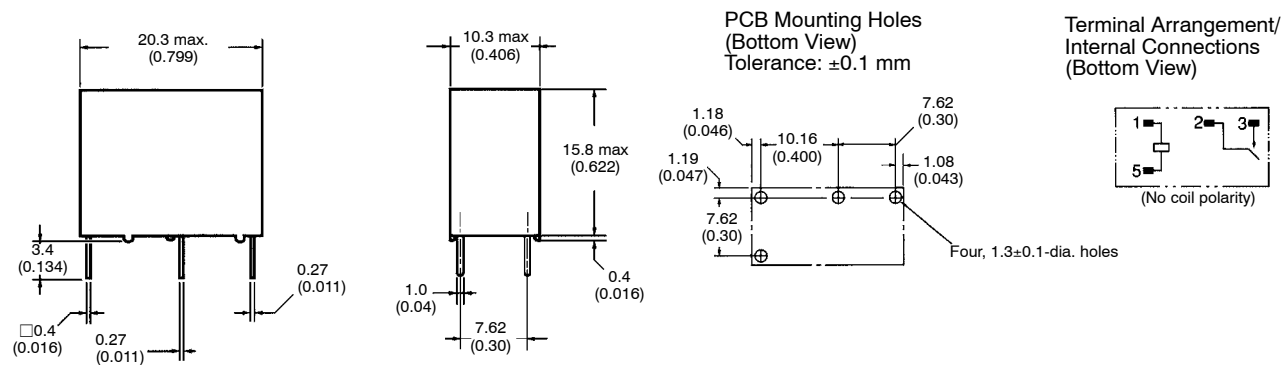 20.3 max.
(0.799)
3.4
(0.134)
□0.4
(0.016)
0.27
(0.011)
0.27
(0.011)
10.3 max
(0.406)
15.8 max
(0.622)
0.4
(0.016)
1.0
(0.04)
7.62
(0.30)
PCB Mounting Holes
(Bottom View)
Tolerance: ±0.1 mm
1.18
(0.046)
10.16
(0.400)
7.62
(0.30)
1.19
(0.047)
1.08
(0.043)
7.62
(0.30)
Four, 1.3±0.1-dia. holes
Terminal Arrangement/
Internal Connections
(Bottom View)
1 2 3
5
(No coil polarity)